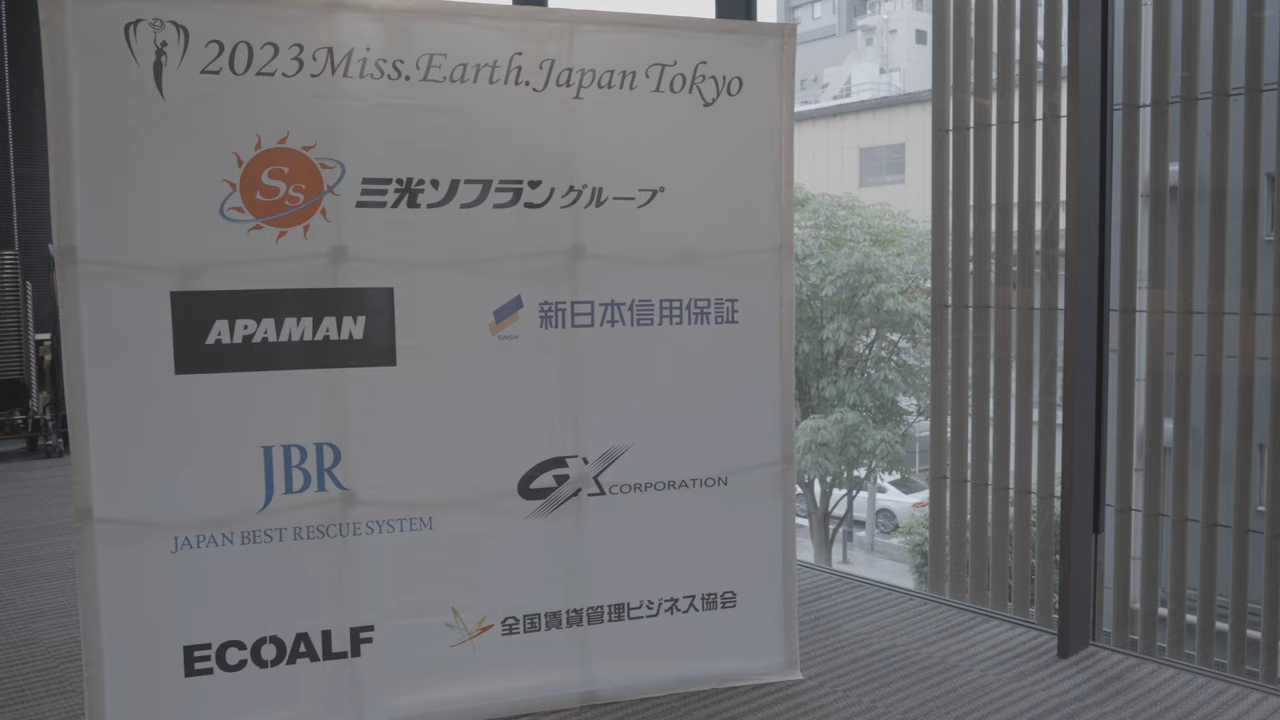 2023 Miss.Earth.Japan Tokyo
Ss
三光ソフラングループ
APAMAN
SNSH
新日本信用保証
JBR
JAPAN BEST RESCUE SYSTEM
GX CORPORATION
ECOALF
全国賃貸管理ビジネス協会